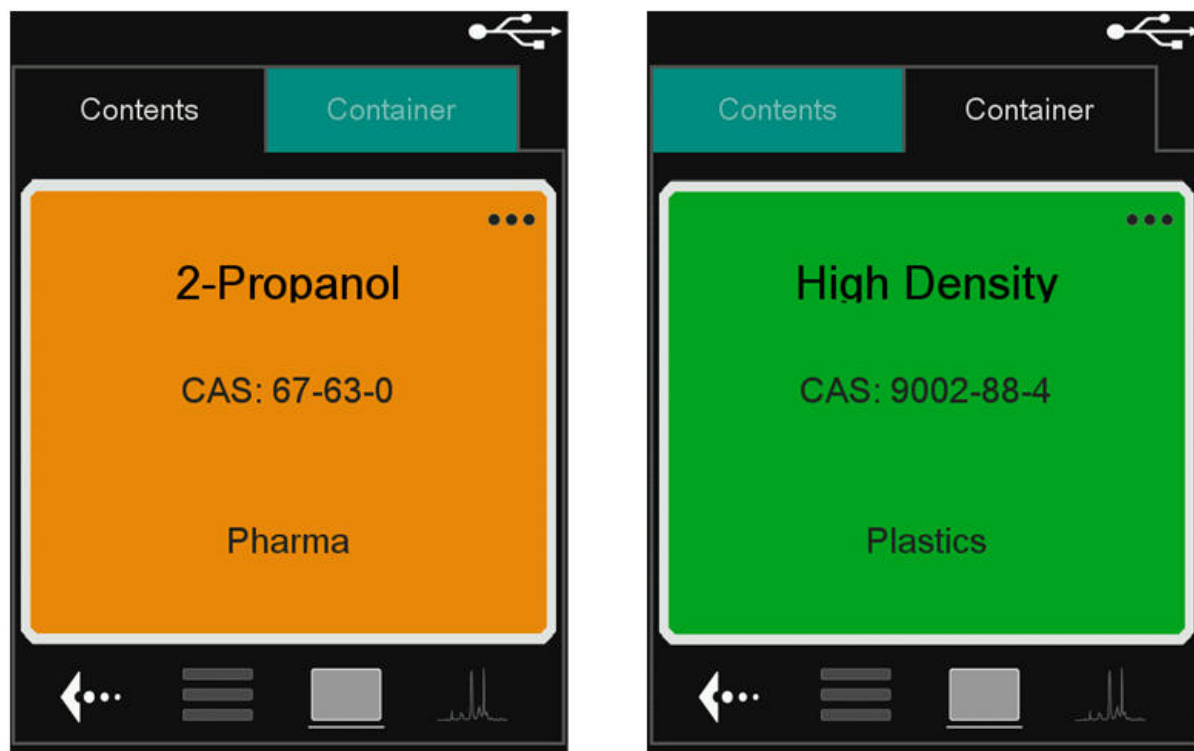 Contents
Container
2-Propanol
CAS: 67-63-0
Pharma
Contents
Container
High Density
CAS: 9002-88-4
Plastics